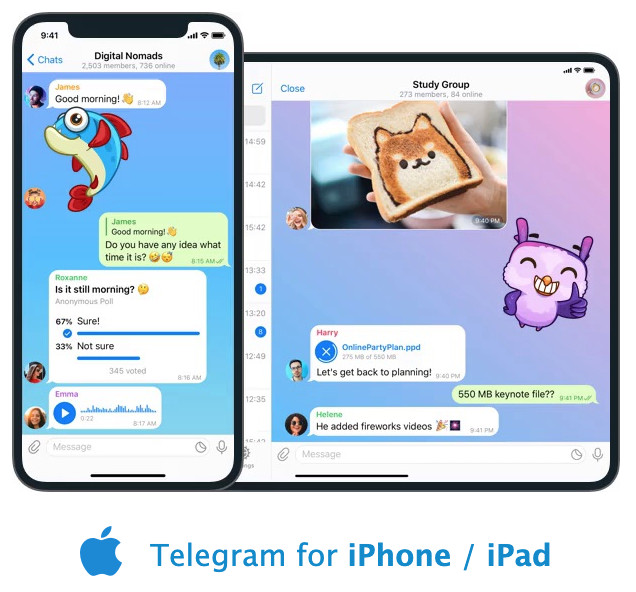 9:41
Chats
Digital Nomads
2,503 members, 736 online
James
Good morning! 👋
8:12 AM
James
Good morning! 👋
Do you have any idea what
time it is? 🤣😴
8:15 AM
Roxanne
Is it still morning? 🤔
Anonymous Poll
67% Sure!
33% Not sure
345 voted
8:16 AM
Emma
0:22
8:17 AM
Message
14:59
14:42
15:42
13:33
1
13:20
8
12:49
12:35
15:42
ngs
Close
Study Group
273 members, 84 online
9:40 PM
Harry
OnlinePartyPlan.ppd
275 MB of 550 MB
Let's get back to planning!
9:40 PM
550 MB keynote file??
9:41 PM
Helene
He added fireworks videos 🎉🎆
9:41 PM
Message
Telegram for iPhone / iPad